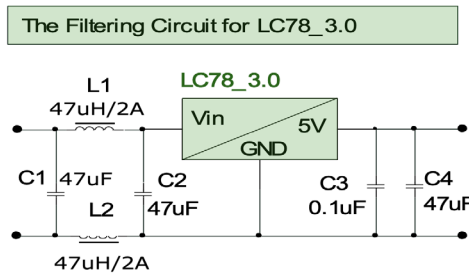 The Filtering Circuit for LC78_3.0
L1
47uH/2A
LC78_3.0
Vin
5V
GND
C1
47uF
C2
47uF
C3
0.1uF
C4
47uF
L2
47uH/2A